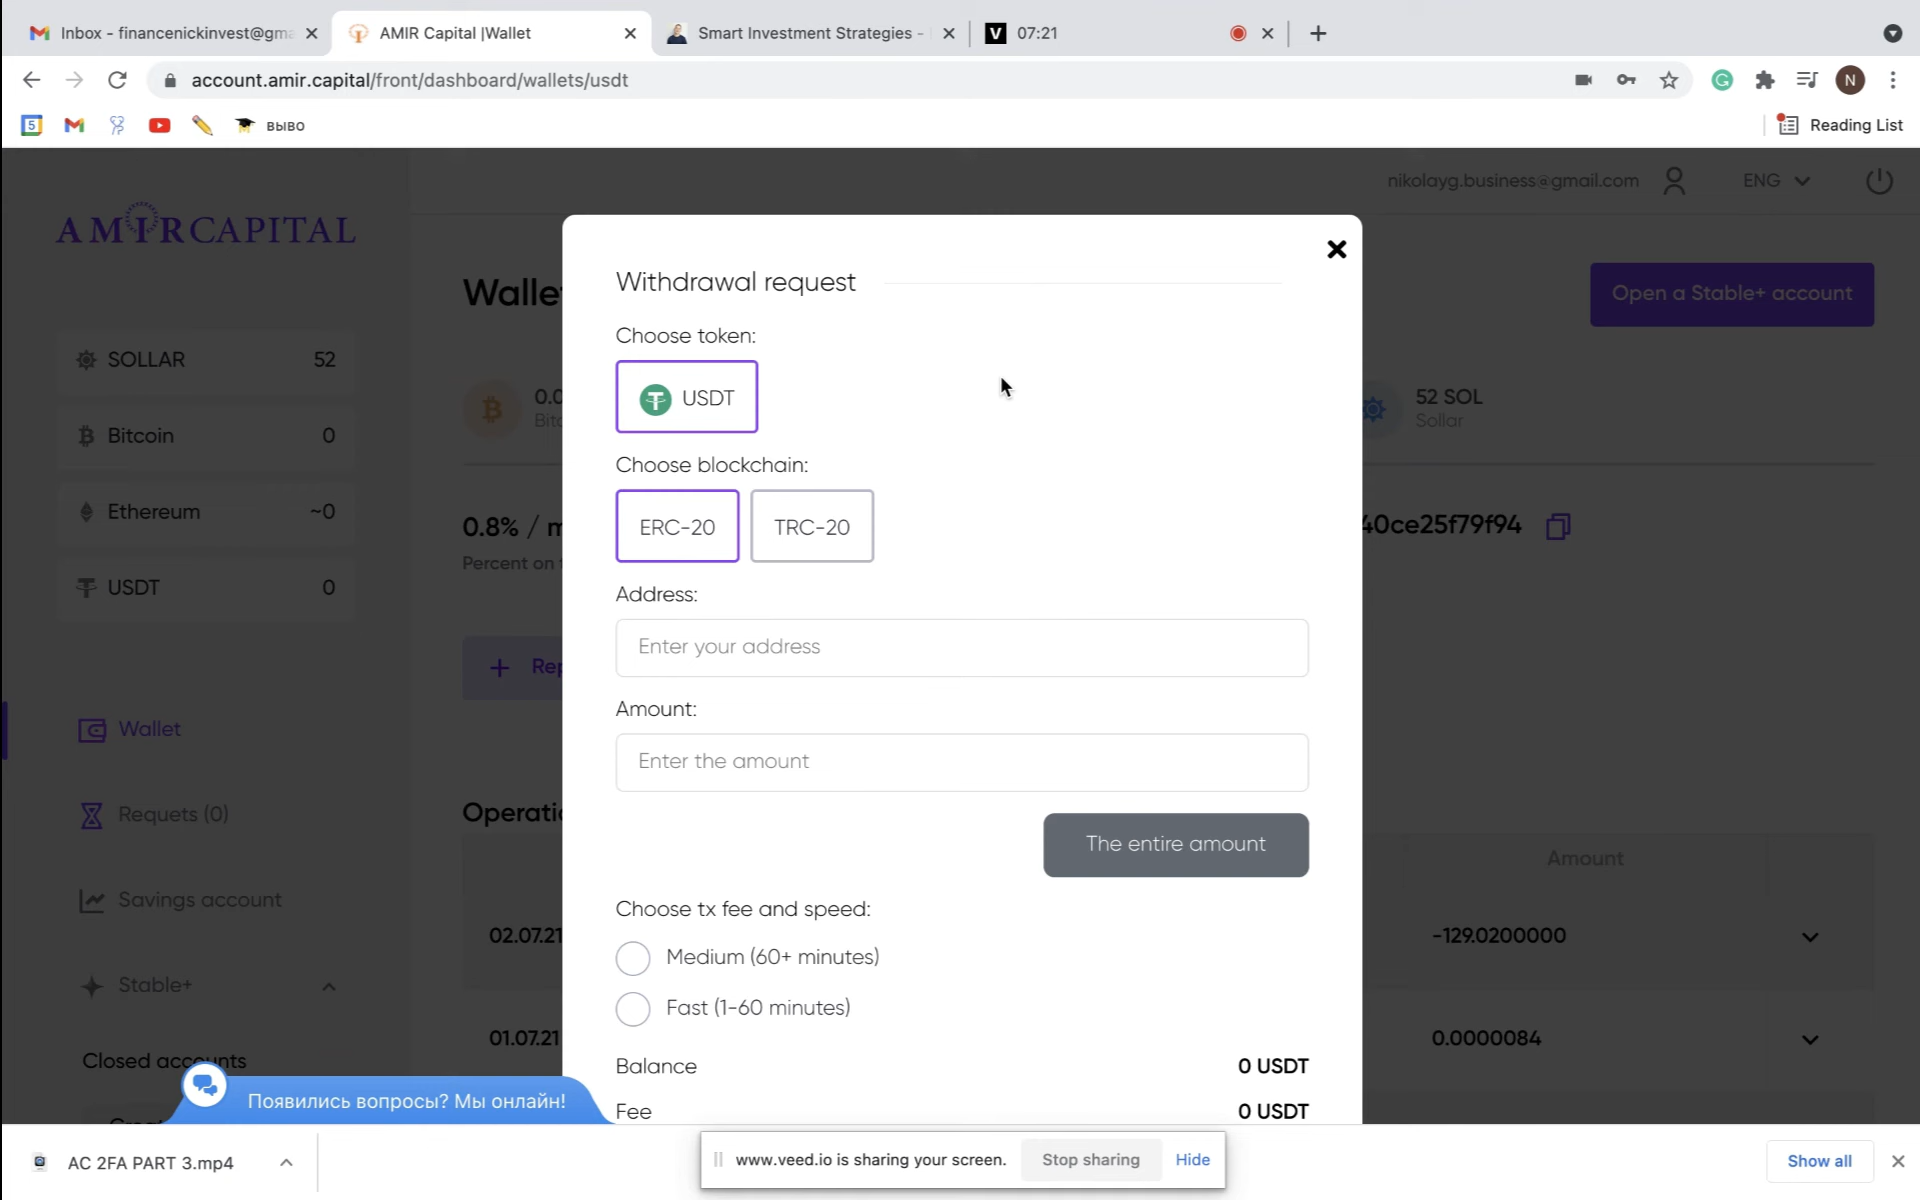 Inbox - financenickinvest@gma
AMIR Capital |Wallet
Smart Investment Strategies -
V 07:21
account.amir.capital/front/dashboard/wallets/usdt
N
5
выво
Reading List
nikolayg.business@gmail.com
ENG
AMIRCAPITAL
Withdrawal request
Walle
Open a Stable+ account
Choose token:
SOLLAR 52
USDT
0.0
Bitc
52 SOL
Sollar
Bitcoin 0
Choose blockchain:
Ethereum ~0
ERC-20
TRC-20
0.8% / m
40ce25f79f94
Percent on
USDT 0
Address:
Enter your address
Rep
Amount:
Wallet
Enter the amount
Requets (0)
Operatio
The entire amount
Amount
Savings account
Choose tx fee and speed:
02.07.21
-129.0200000
Medium (60+ minutes)
Stable+
Fast (1-60 minutes)
01.07.21
0.0000084
Closed accounts
Balance 0 USDT
Появились вопросы? Мы онлайн!
Fee 0 USDT
AC 2FA PART 3.mp4
www.veed.io is sharing your screen.
Stop sharing
Hide
Show all